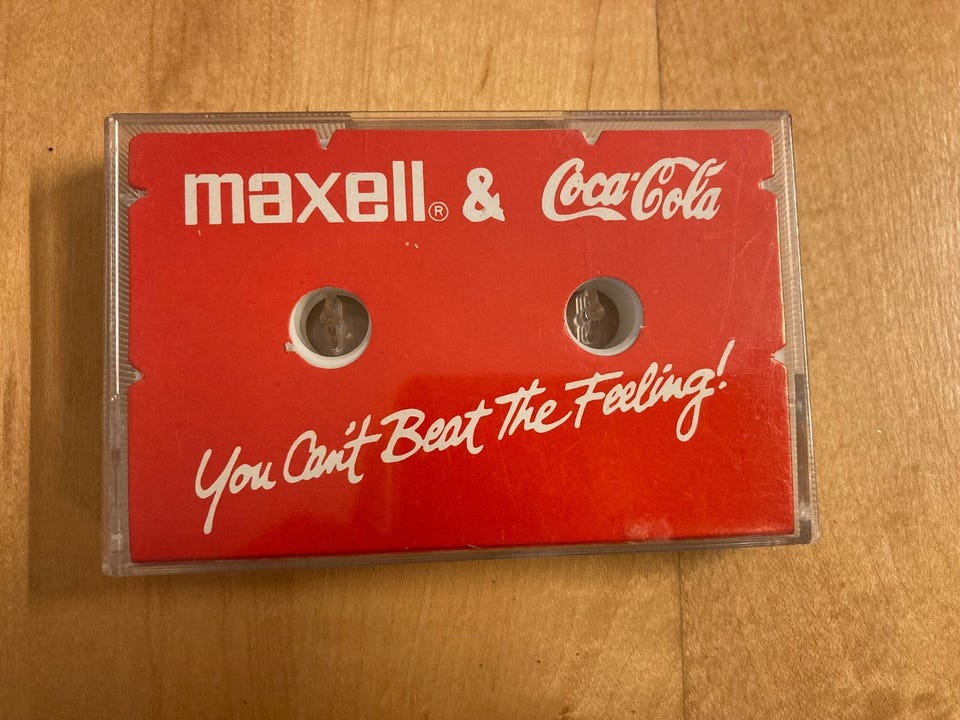 maxell® & Coca-Cola
You Can't Beat The Feeling!